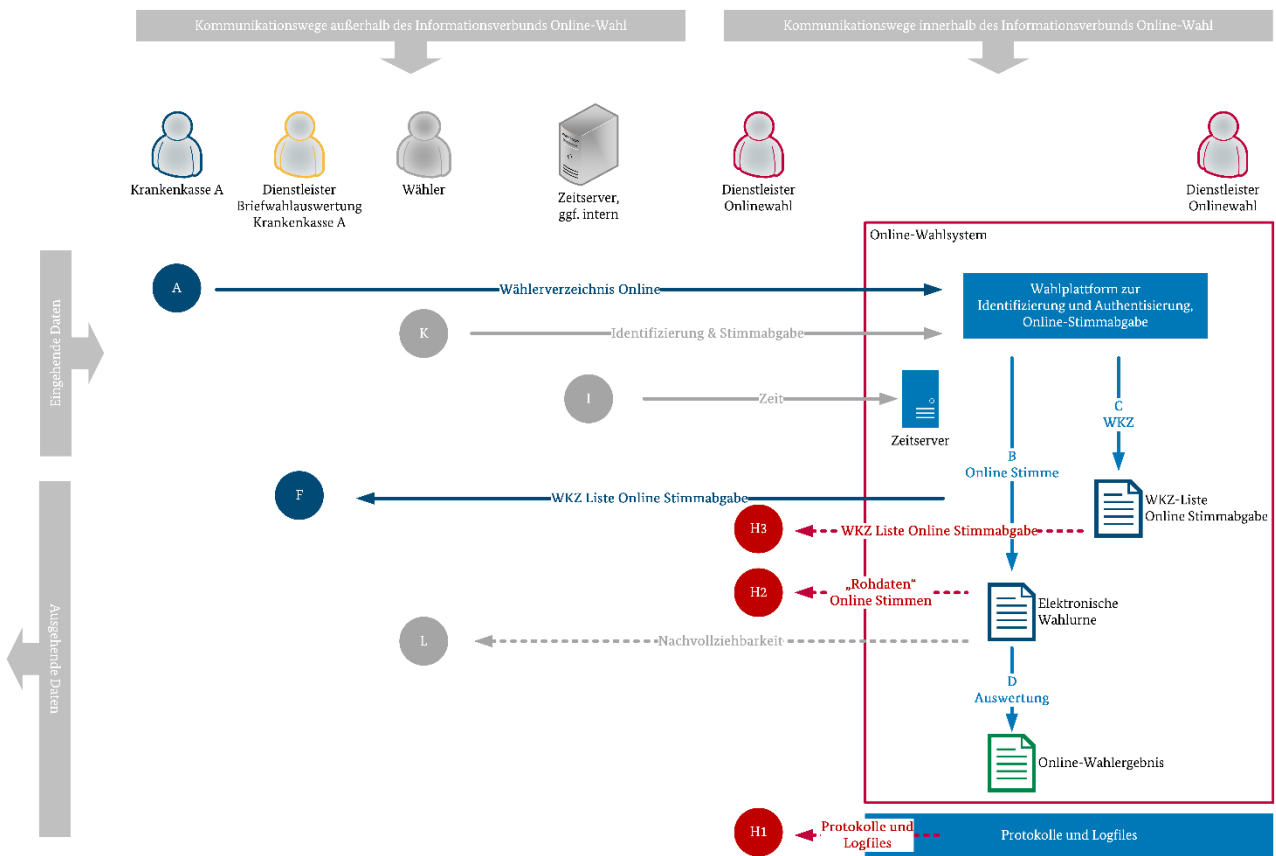 Kommunikationswege außerhalb des Informationsverbunds Online-Wahl
Kommunikationswege innerhalb des Informationsverbunds Online-Wahl
Krankenkasse A
Dienstleister
Briefwahlauswertung
Krankenkasse A
Wähler
Zeitserver,
ggf. intern
Dienstleister
Onlinewahl
Dienstleister
Onlinewahl
Online-Wahlsystem
Eingehende Daten
A
Wählerverzeichnis Online
Wahlplattform zur
Identifizierung und Authentisierung,
Online-Stimmabgabe
K
Identifizierung & Stimmabgabe
I
Zeit
Zeitserver
C
WKZ
B
Online Stimme
Ausgehende Daten
F
WKZ Liste Online Stimmabgabe
WKZ-Liste
Online Stimmabgabe
H3
WKZ Liste Online Stimmabgabe
H2
„Rohdaten“
Online Stimmen
Elektronische
Wahlurne
L
Nachvollziehbarkeit
D
Auswertung
Online-Wahlergebnis
H1
Protokolle und
Logfiles
Protokolle und Logfiles